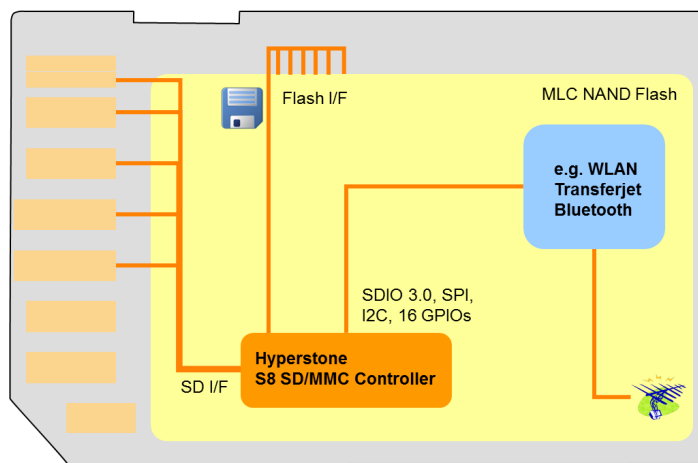 Flash I/F
MLC NAND Flash
e.g. WLAN
Transferjet
Bluetooth
SDIO 3.0, SPI,
I2C, 16 GPIOs
Hyperstone
S8 SD/MMC Controller
SD I/F